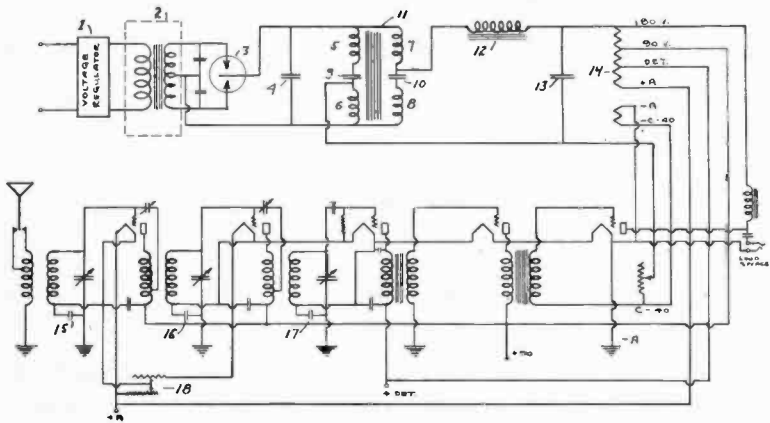 1
VOLTAGE
REGULATOR
2
3
4
5
6
7
8
9
10
11
12
13
14
180 V.
90 V.
DET.
+A
-A
-C-40
LOUD
SPEAKER
C-40
-A
+90
+DET.
15
16
17
-18
+A